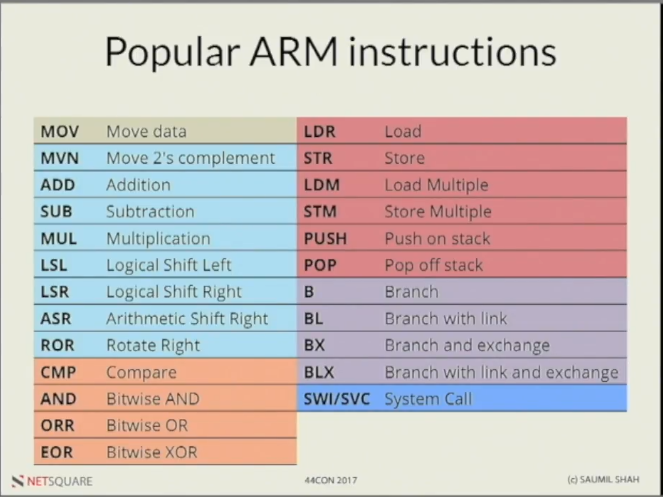 Popular ARM instructions
MOV Move data
MVN Move 2's complement
ADD Addition
SUB Subtraction
MUL Multiplication
LSL Logical Shift Left
LSR Logical Shift Right
ASR Arithmetic Shift Right
ROR Rotate Right
CMP Compare
AND Bitwise AND
ORR Bitwise OR
EOR Bitwise XOR
LDR Load
STR Store
LDM Load Multiple
STM Store Multiple
PUSH Push on stack
POP Pop off stack
B Branch
BL Branch with link
BX Branch and exchange
BLX Branch with link and exchange
SWI/SVC System Call
NETSQUARE
44CON 2017
(c) SAUMIL SHAH